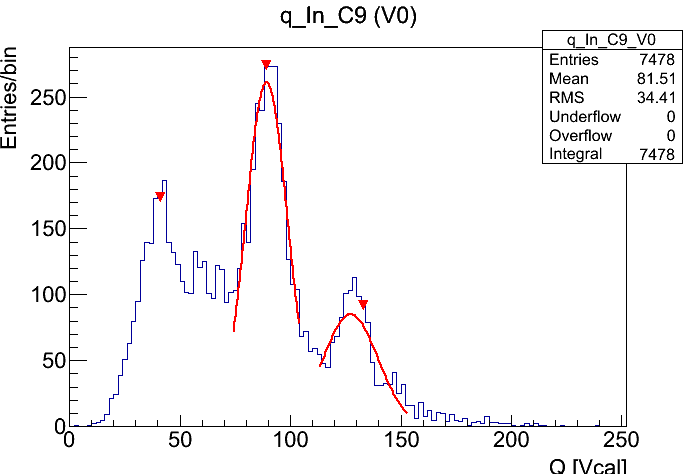 q_In_C9 (V0)
q_In_C9_V0
Entries 7478
Mean 81.51
RMS 34.41
Underflow 0
Overflow 0
Integral 7478
Entries/bin
250
200
150
100
50
0
0 50 100 150 200 250
Q [Vcal]